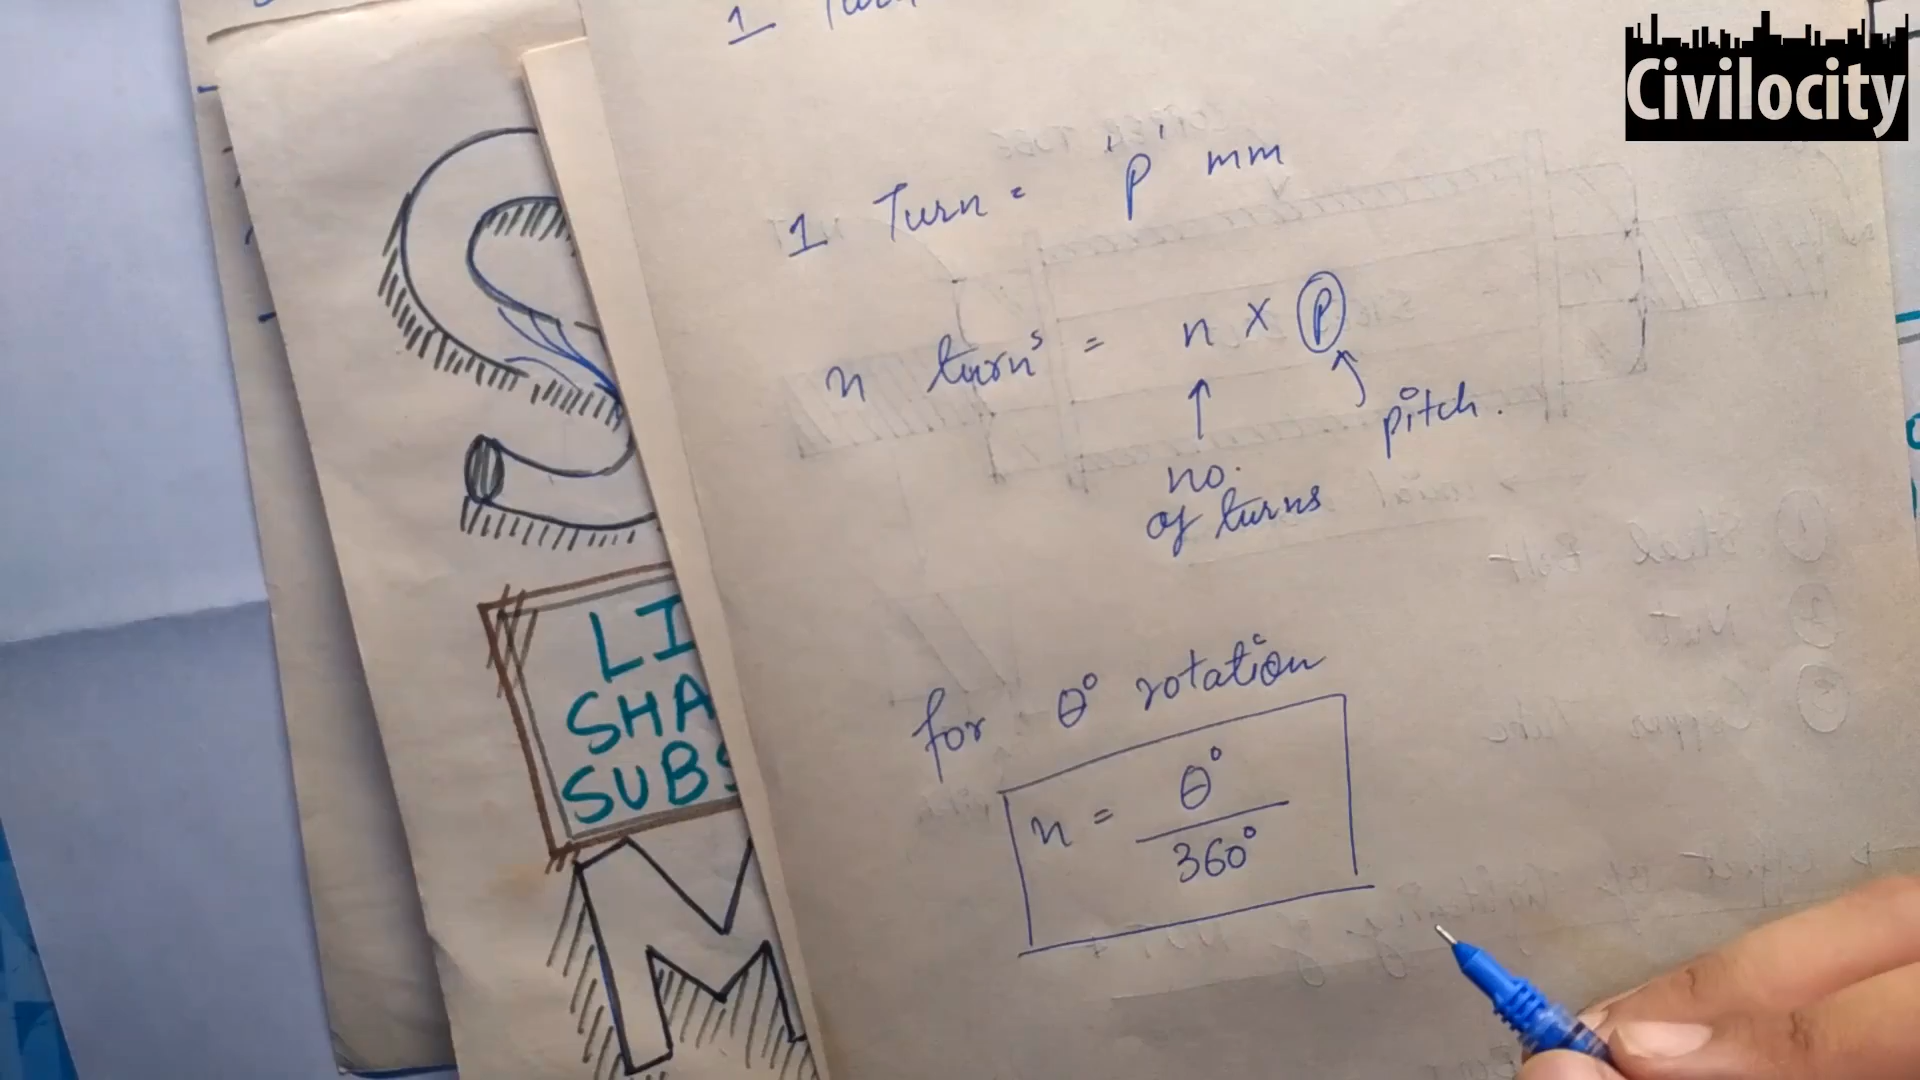 Civilocity
1 Turn = 'p' mm
n turns = n × p
pitch.
no.
of turns
for θ° rotation
n = θ°
360°
LI
SHA
SUBS
S
M